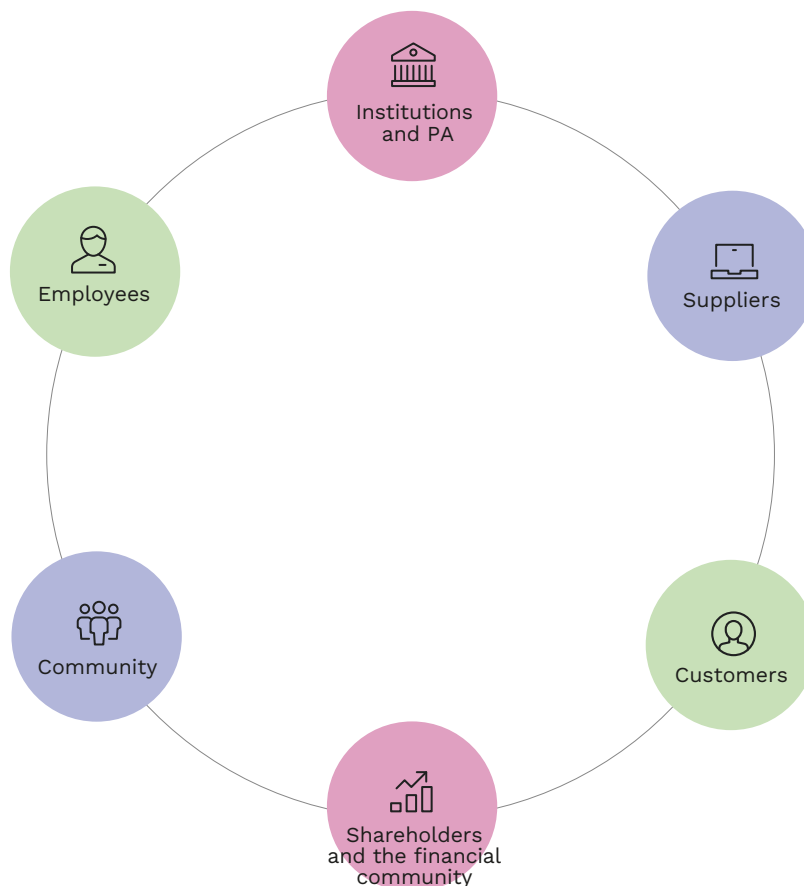 Institutions
and PA
Employees
Suppliers
Community
Customers
Shareholders
and the financial
community